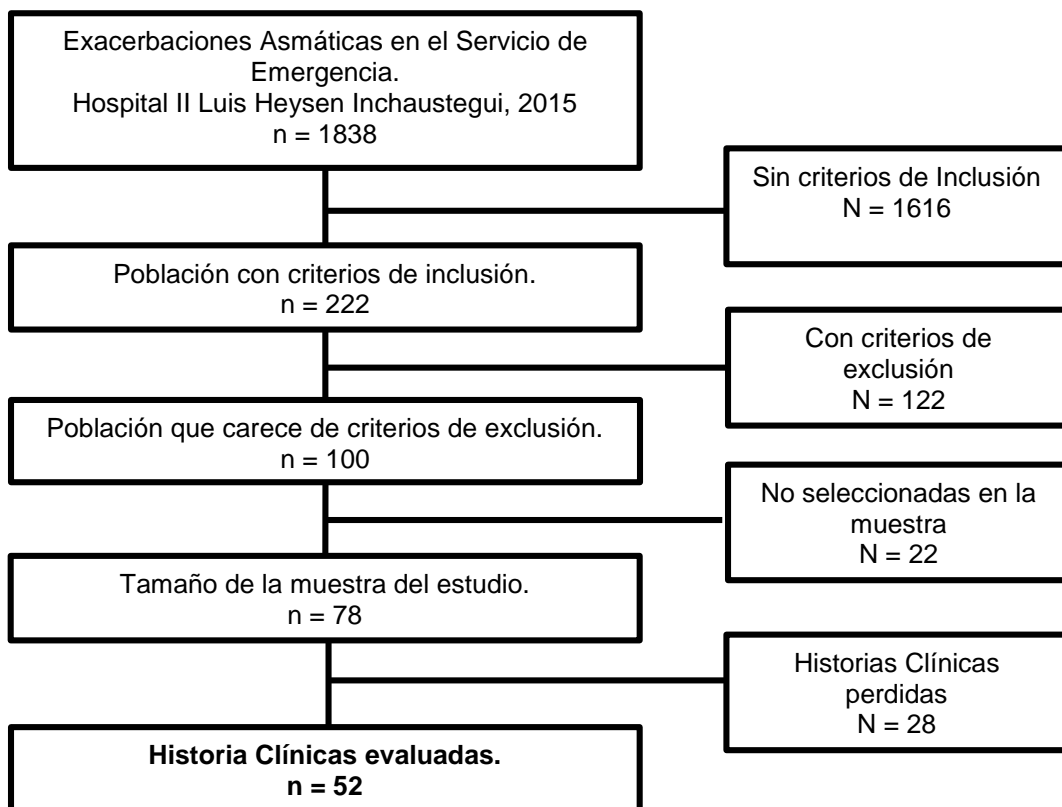 Exacerbaciones Asmáticas en el Servicio de
Emergencia.
Hospital II Luis Heysen Inchaustegui, 2015
n = 1838
Sin criterios de Inclusión
N = 1616
Población con criterios de inclusión.
n = 222
Con criterios de
exclusión
N = 122
Población que carece de criterios de exclusión.
n = 100
No seleccionadas en la
muestra
N = 22
Tamaño de la muestra del estudio.
n = 78
Historias Clínicas
perdidas
N = 28
Historia Clínicas evaluadas.
n = 52